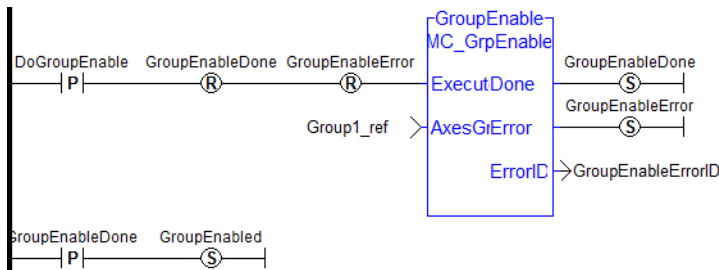 GroupEnable
MC_GrpEnable
DoGroupEnable GroupEnableDone GroupEnableError GroupEnableDone
P R R ExecutDone S
GroupEnableError
Group1_ref AxesGrError S
ErrorID GroupEnableErrorID
GroupEnableDone GroupEnabled
P S